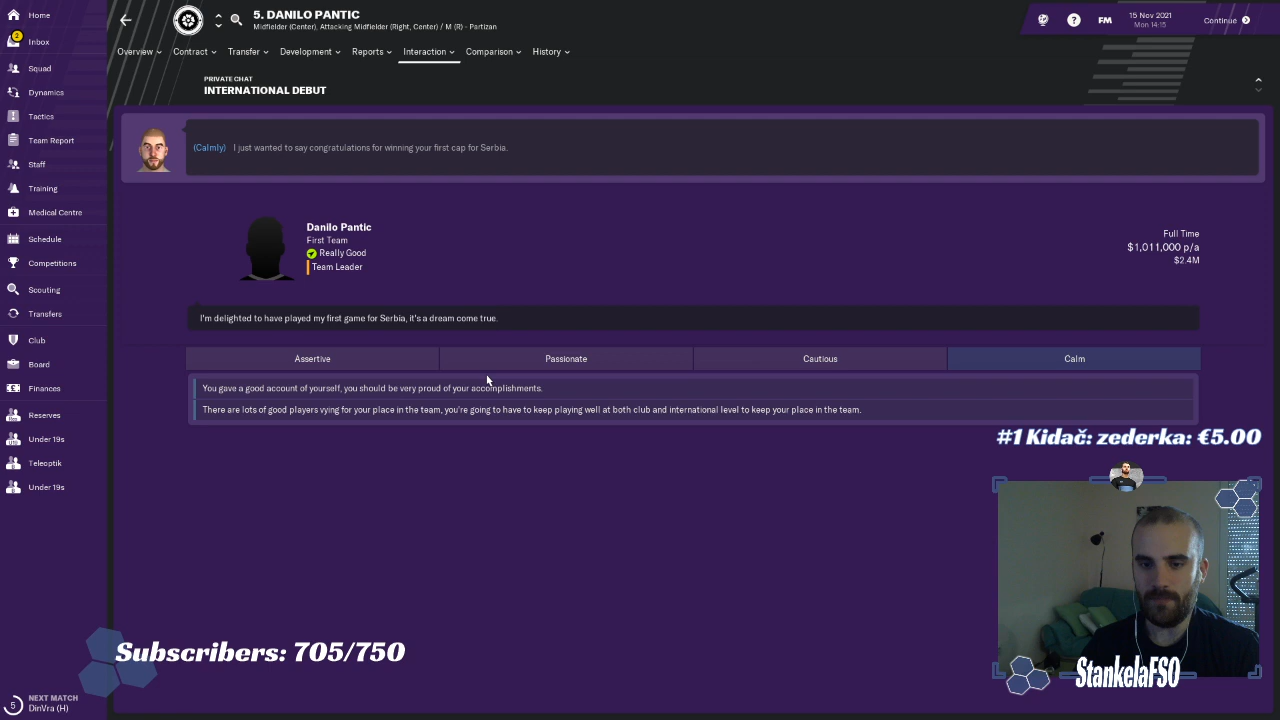 Home
2
Inbox
Squad
Dynamics
Tactics
Team Report
Staff
Training
Medical Centre
Schedule
Competitions
Scouting
Transfers
Club
Board
Finances
Reserves
Under 19s
Teleoptik
Under 19s
5
NEXT MATCH
DinVra (H)
5. DANILO PANTIC
Midfielder (Center), Attacking Midfielder (Right, Center) / M (R) - Partizan
FM
15 Nov 2021
Mon 14:15
Continue
Overview
Contract
Transfer
Development
Reports
Interaction
Comparison
History
PRIVATE CHAT
INTERNATIONAL DEBUT
(Calmly) I just wanted to say congratulations for winning your first cap for Serbia.
Danilo Pantic
First Team
Really Good
Team Leader
Full Time
$1,011,000 p/a
$2.4M
I'm delighted to have played my first game for Serbia, it's a dream come true.
Assertive
Passionate
Cautious
Calm
You gave a good account of yourself, you should be very proud of your accomplishments.
There are lots of good players vying for your place in the team, you're going to have to keep playing well at both club and international level to keep your place in the team.
#1 Kidač: zederka: €5.00
Subscribers: 705/750
StankelaFSO